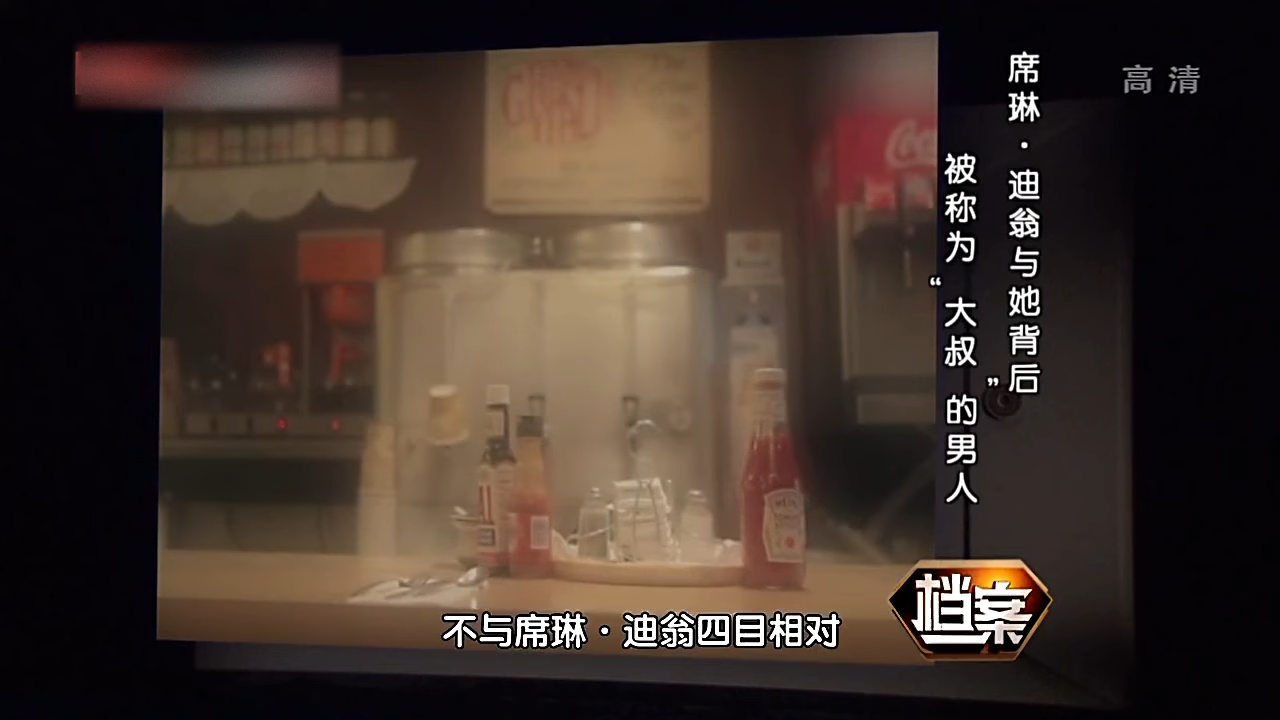 高清
席琳·迪翁与她背后
被称为“大叔”的男人
Coc
不与席琳·迪翁四目相对
档案